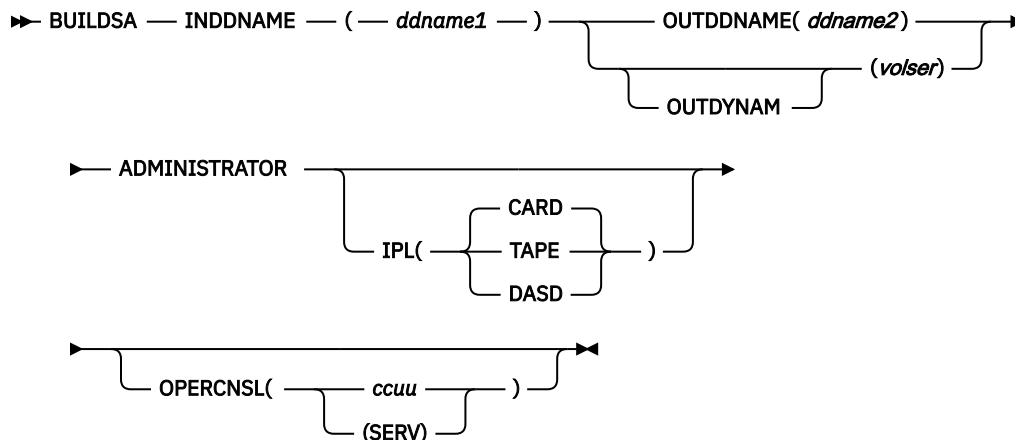 BUILDSA INDDNAME ( ddname1 ) OUTDDNAME( ddname2 )
(volser)
OUTDYNAM
ADMINISTRATOR
CARD
IPL( TAPE )
DASD
OPERCNSL( ccuu )
(SERV)